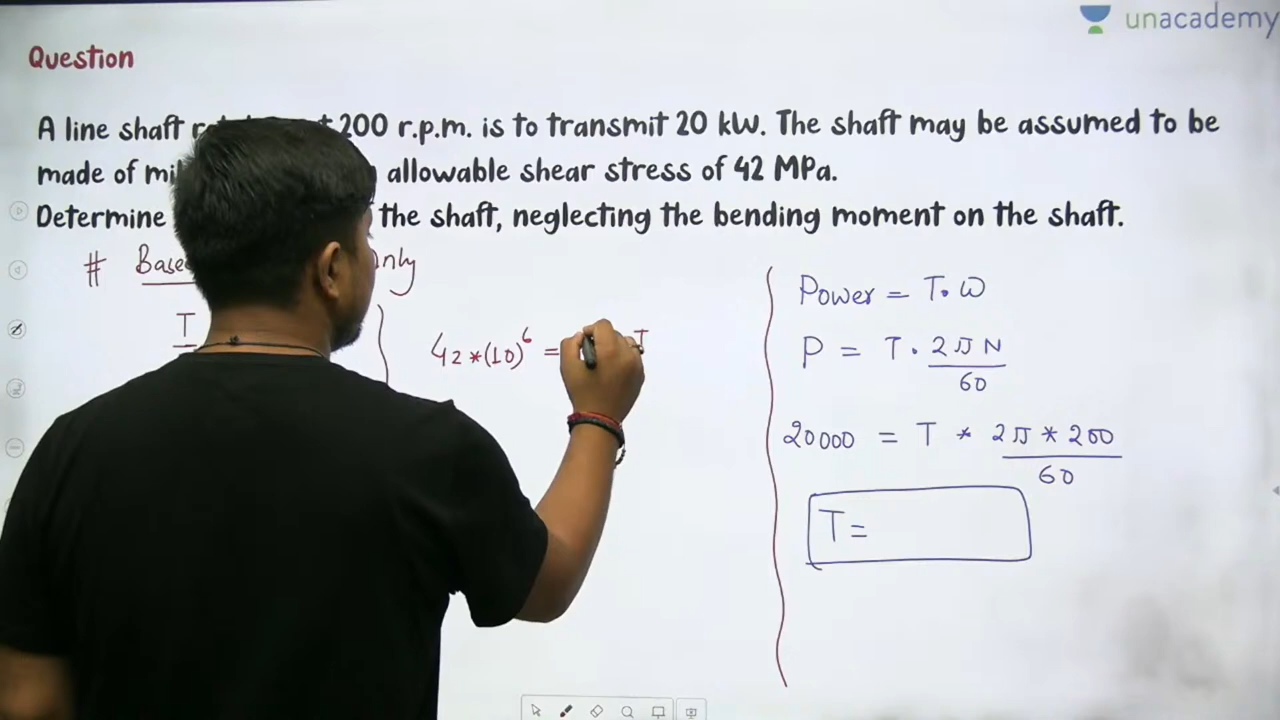 unacademy
Question
A line shaft 200 r.p.m. is to transmit 20 kW. The shaft may be assumed to be
made of allowable shear stress of 42 MPa.
Determine the shaft, neglecting the bending moment on the shaft.
#
T
42*(10)^6 =
T
Power = T.W
P = T. 2πN
60
20000 = T * 2π*200
60
T=